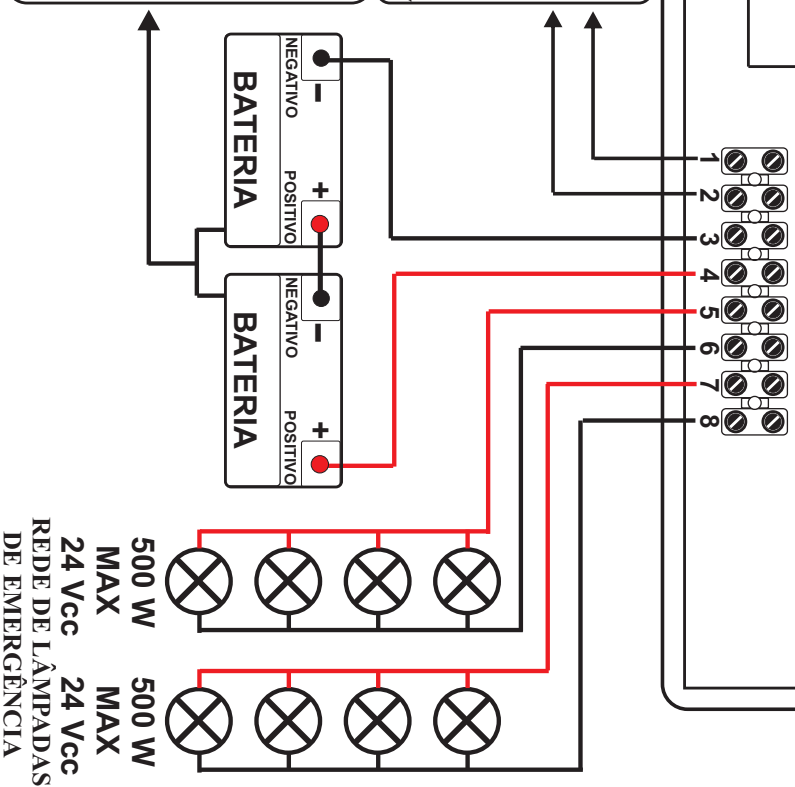 1
2
3
4
5
6
7
8
NEGATIVO
-
+
POSITIVO
BATERIA
NEGATIVO
-
+
POSITIVO
BATERIA
500 W
MAX
24 Vcc
500 W
MAX
24 Vcc
REDE DE LÂMPADAS
DE EMERGÊNCIA